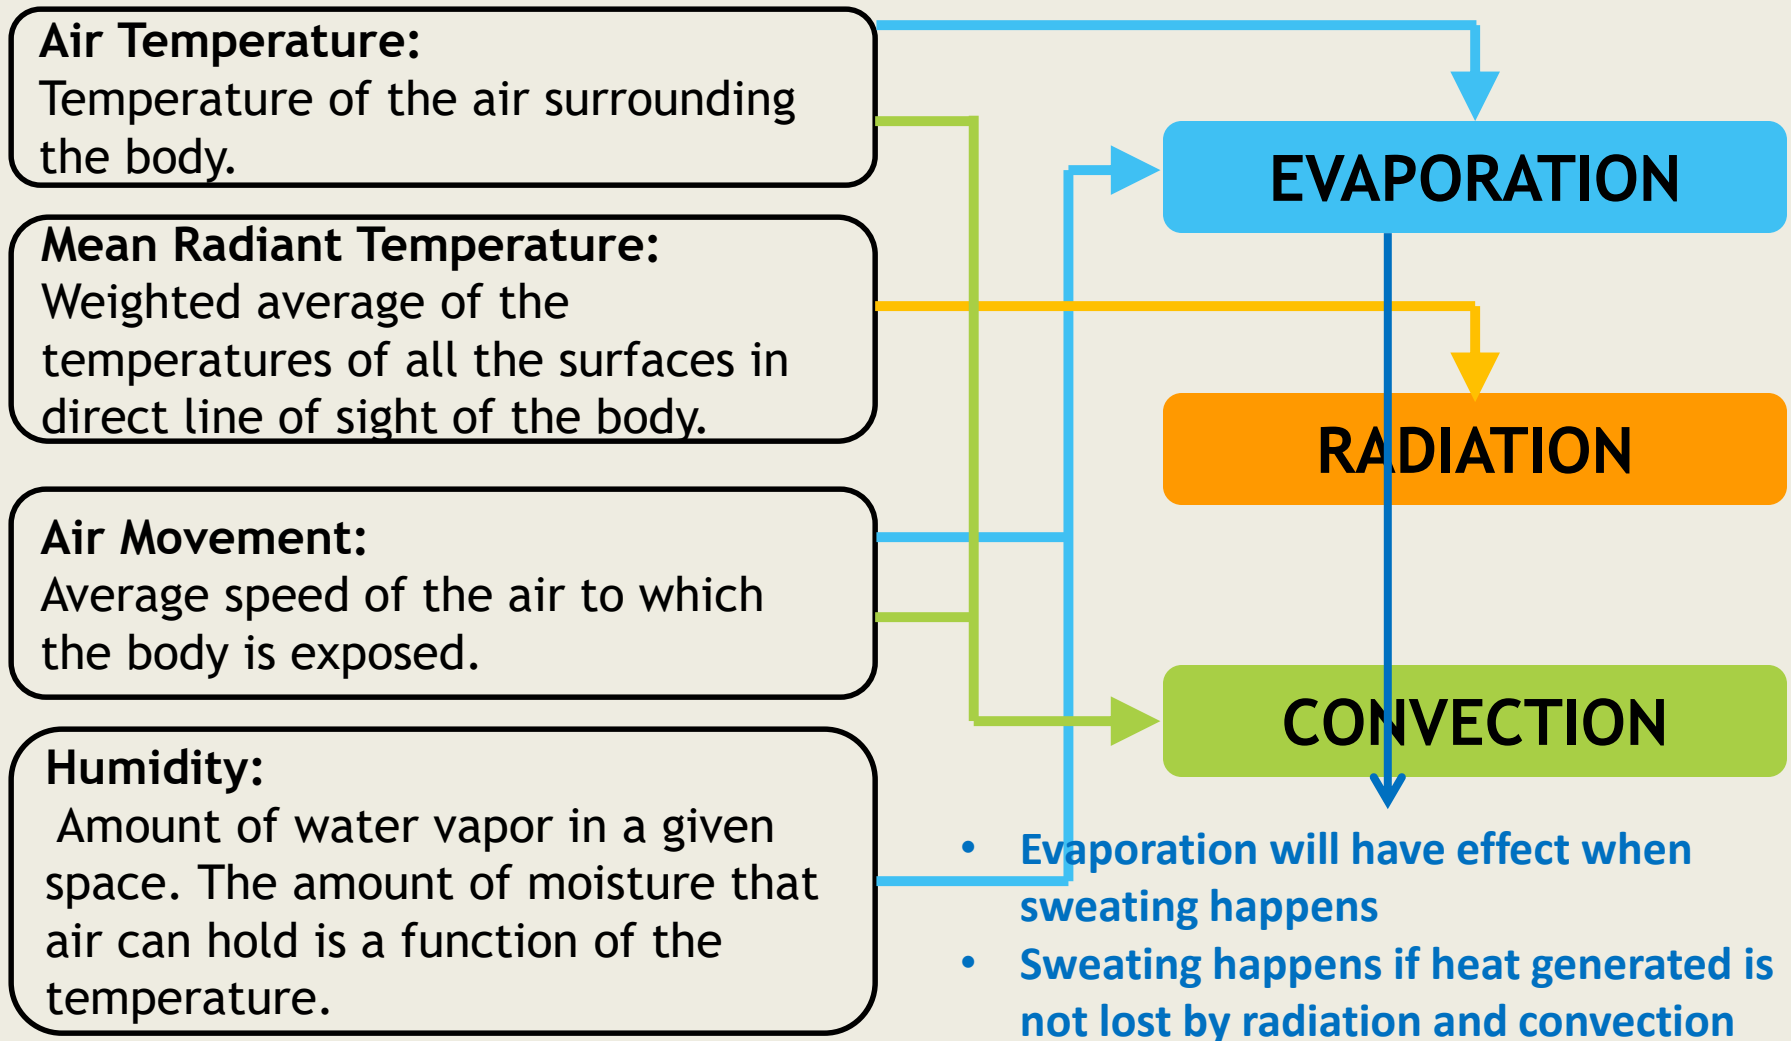 Air Temperature:
Temperature of the air surrounding
the body.
Mean Radiant Temperature:
Weighted average of the
temperatures of all the surfaces in
direct line of sight of the body.
Air Movement:
Average speed of the air to which
the body is exposed.
Humidity:
Amount of water vapor in a given
space. The amount of moisture that
air can hold is a function of the
temperature.
EVAPORATION
RADIATION
CONVECTION
• Evaporation will have effect when
sweating happens
• Sweating happens if heat generated is
not lost by radiation and convection